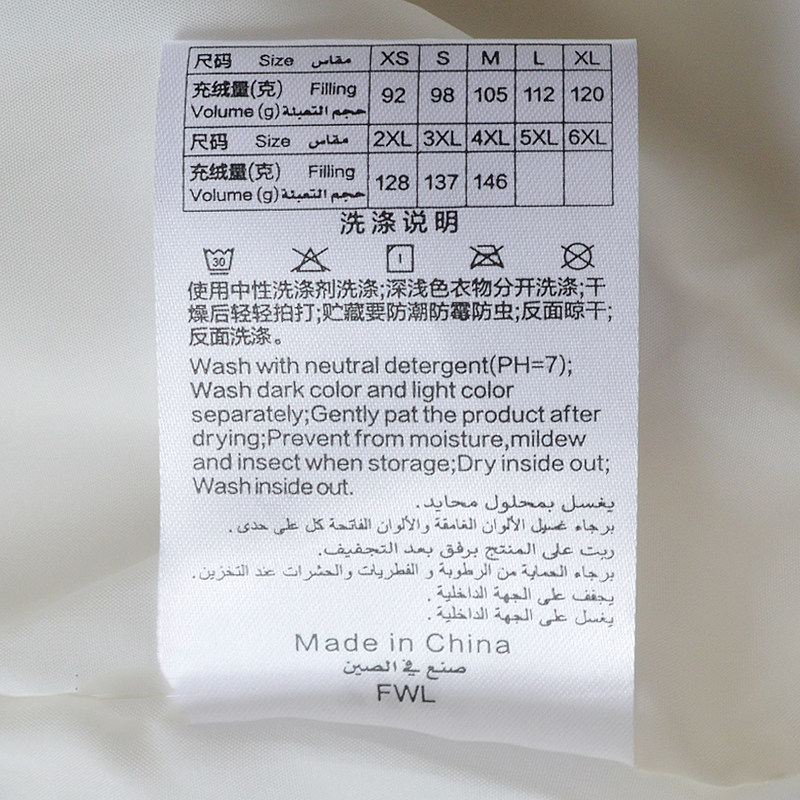 尺码 Size مقاس XS S M L XL
充绒量(克) Filling
Volume (g) حجم التعبئة 92 98 105 112 120
尺码 Size مقاس 2XL 3XL 4XL 5XL 6XL
充绒量(克) Filling
Volume (g) حجم التعبئة 128 137 146
洗涤说明
30
使用中性洗涤剂洗涤;深浅色衣物分开洗涤;干
燥后轻轻拍打;贮藏要防潮防霉防虫;反面晾干;
反面洗涤。
Wash with neutral detergent(PH=7);
Wash dark color and light color
separately;Gently pat the product after
drying;Prevent from moisture,mildew
and insect when storage;Dry inside out;
Wash inside out.
يغسل بمحلول محايد.
برجاء غسيل الألوان الغامقة والألوان الفاتحة كل على حدى.
ربت على المنتج برفق بعد التجفيف.
برجاء الحماية من الرطوبة و الفطريات والحشرات عند التخزين.
يجفف على الجهة الداخلية.
يغسل على الجهة الداخلية.
Made in China
صنع في الصين
FWL